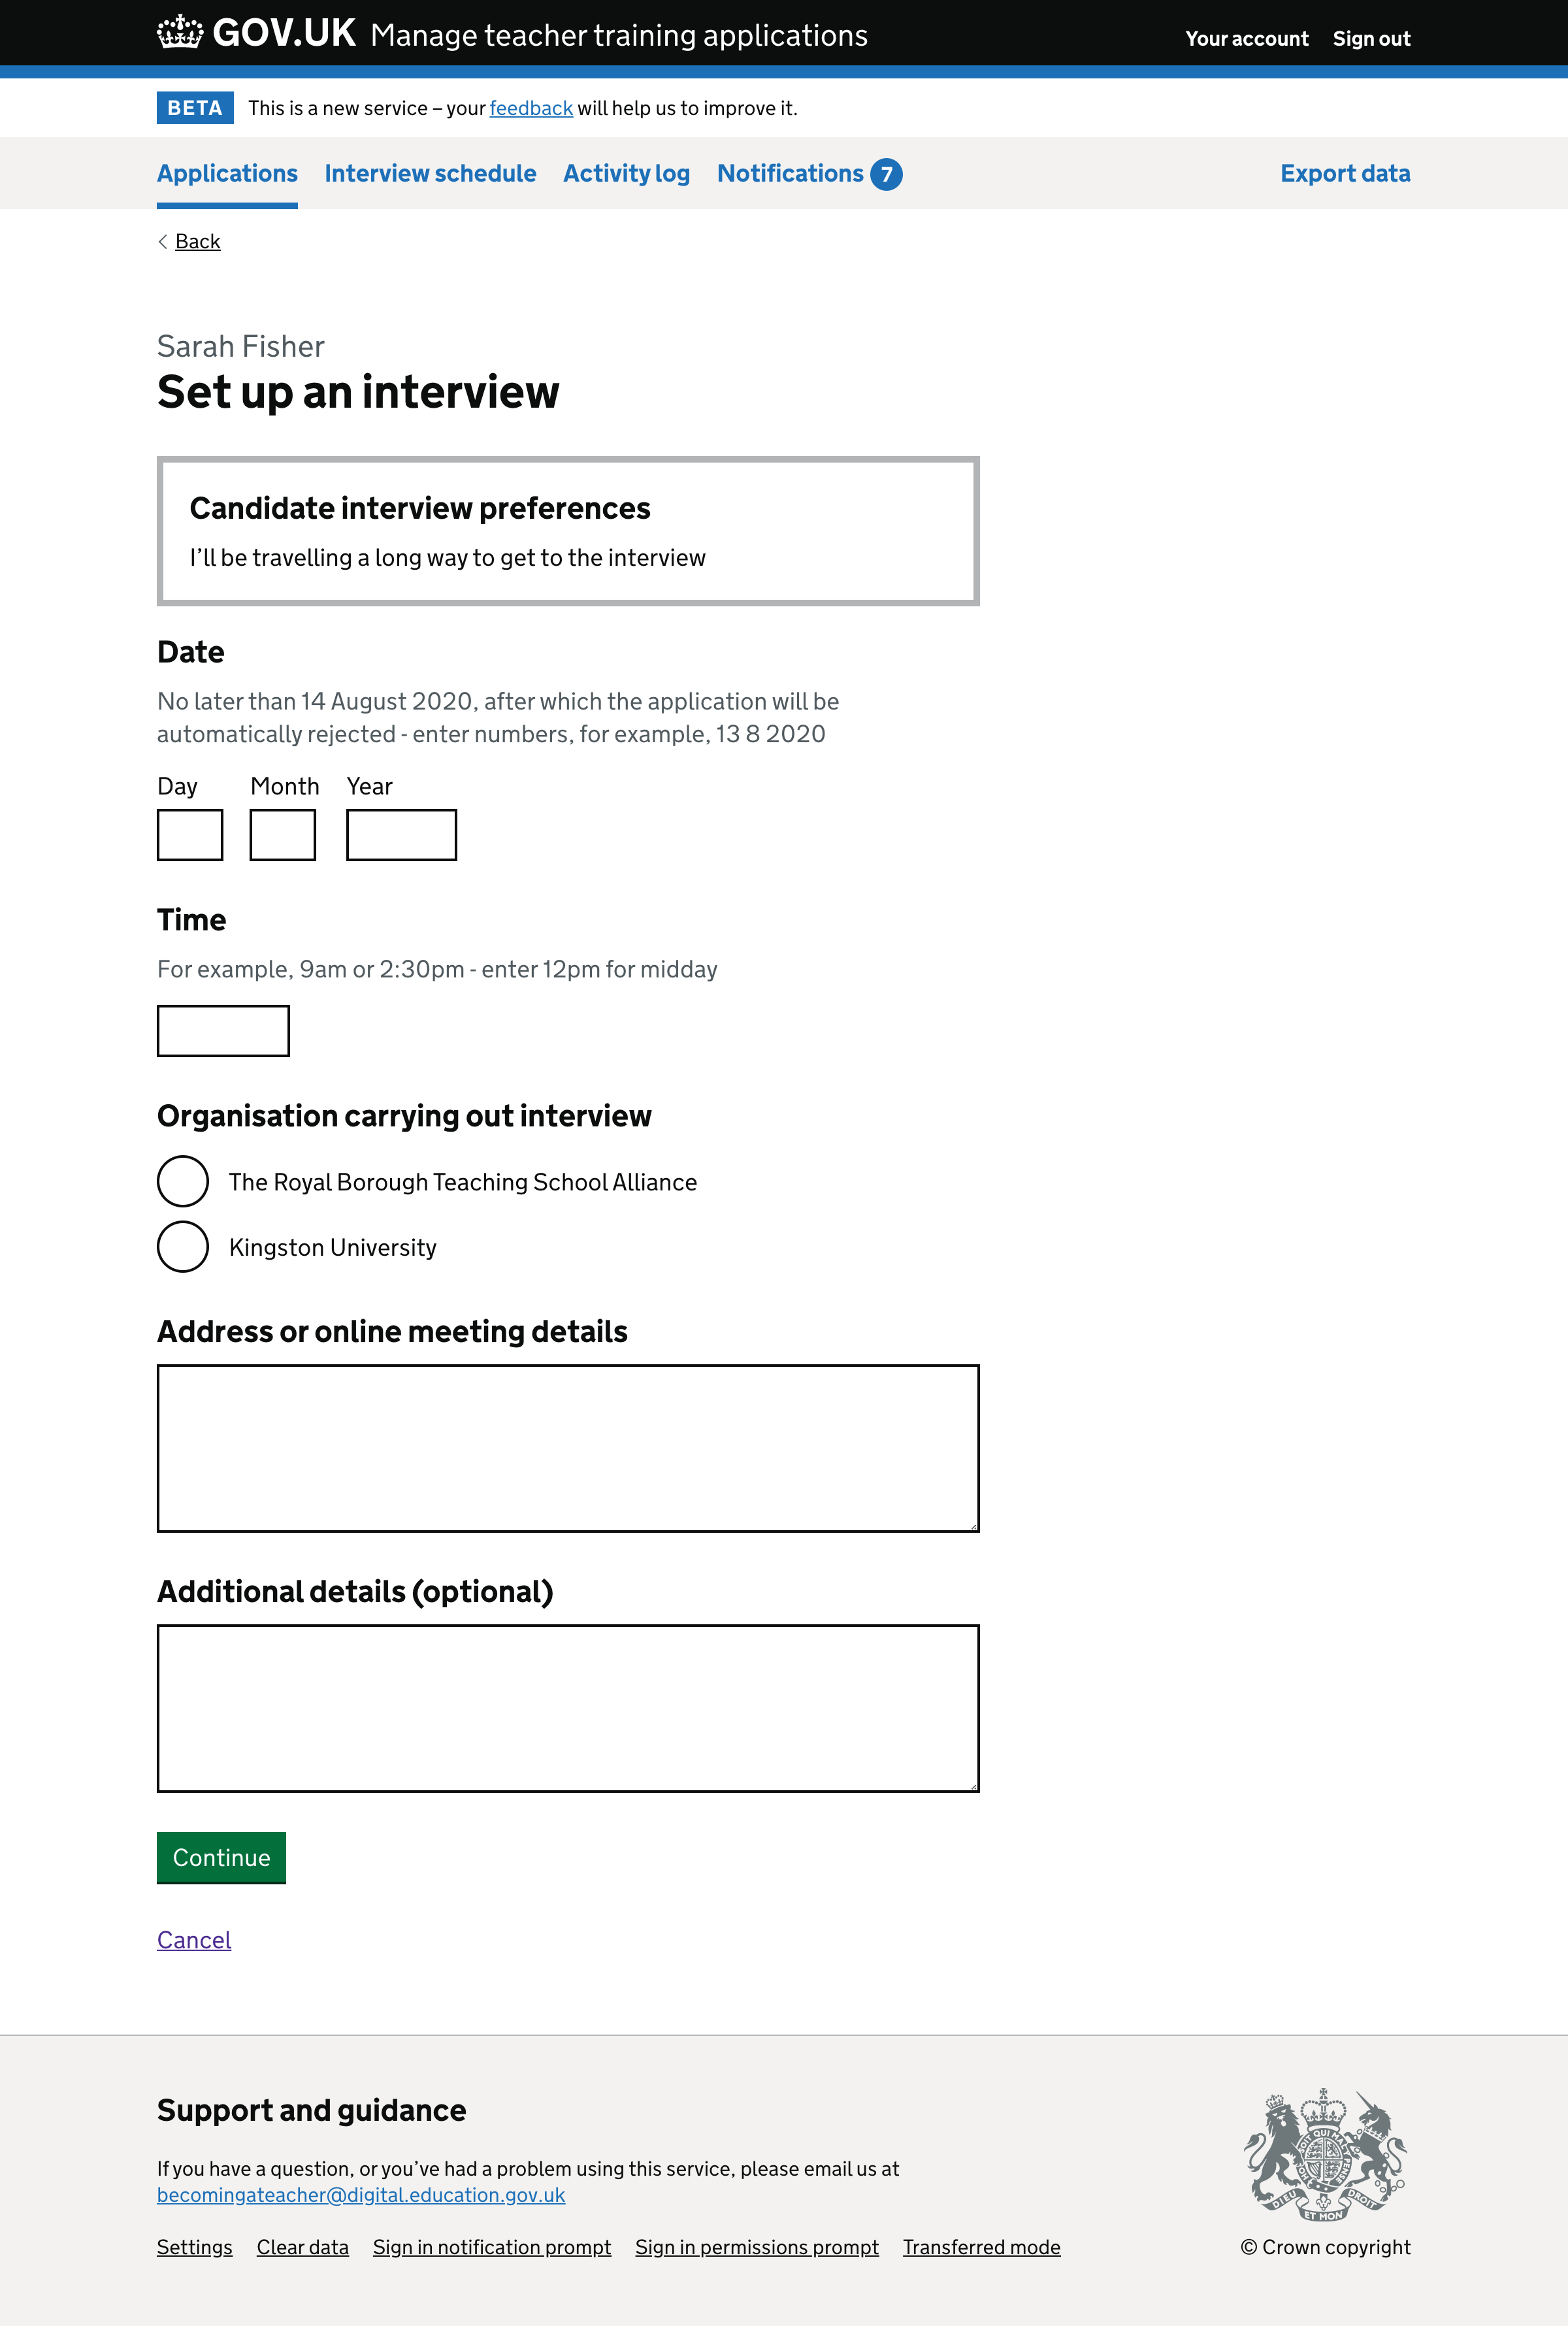 GOV.UK Manage teacher training applications Your account Sign out
BETA This is a new service – your feedback will help us to improve it.
Applications Interview schedule Activity log Notifications 7 Export data
Back
Sarah Fisher
Set up an interview
Candidate interview preferences
I’ll be travelling a long way to get to the interview
Date
No later than 14 August 2020, after which the application will be
automatically rejected - enter numbers, for example, 13 8 2020
Day Month Year
Time
For example, 9am or 2:30pm - enter 12pm for midday
Organisation carrying out interview
The Royal Borough Teaching School Alliance
Kingston University
Address or online meeting details
Additional details (optional)
Continue
Cancel
Support and guidance
If you have a question, or you’ve had a problem using this service, please email us at
becomingateacher@digital.education.gov.uk
DIEU ET MON DROIT
Settings Clear data Sign in notification prompt Sign in permissions prompt Transferred mode © Crown copyright